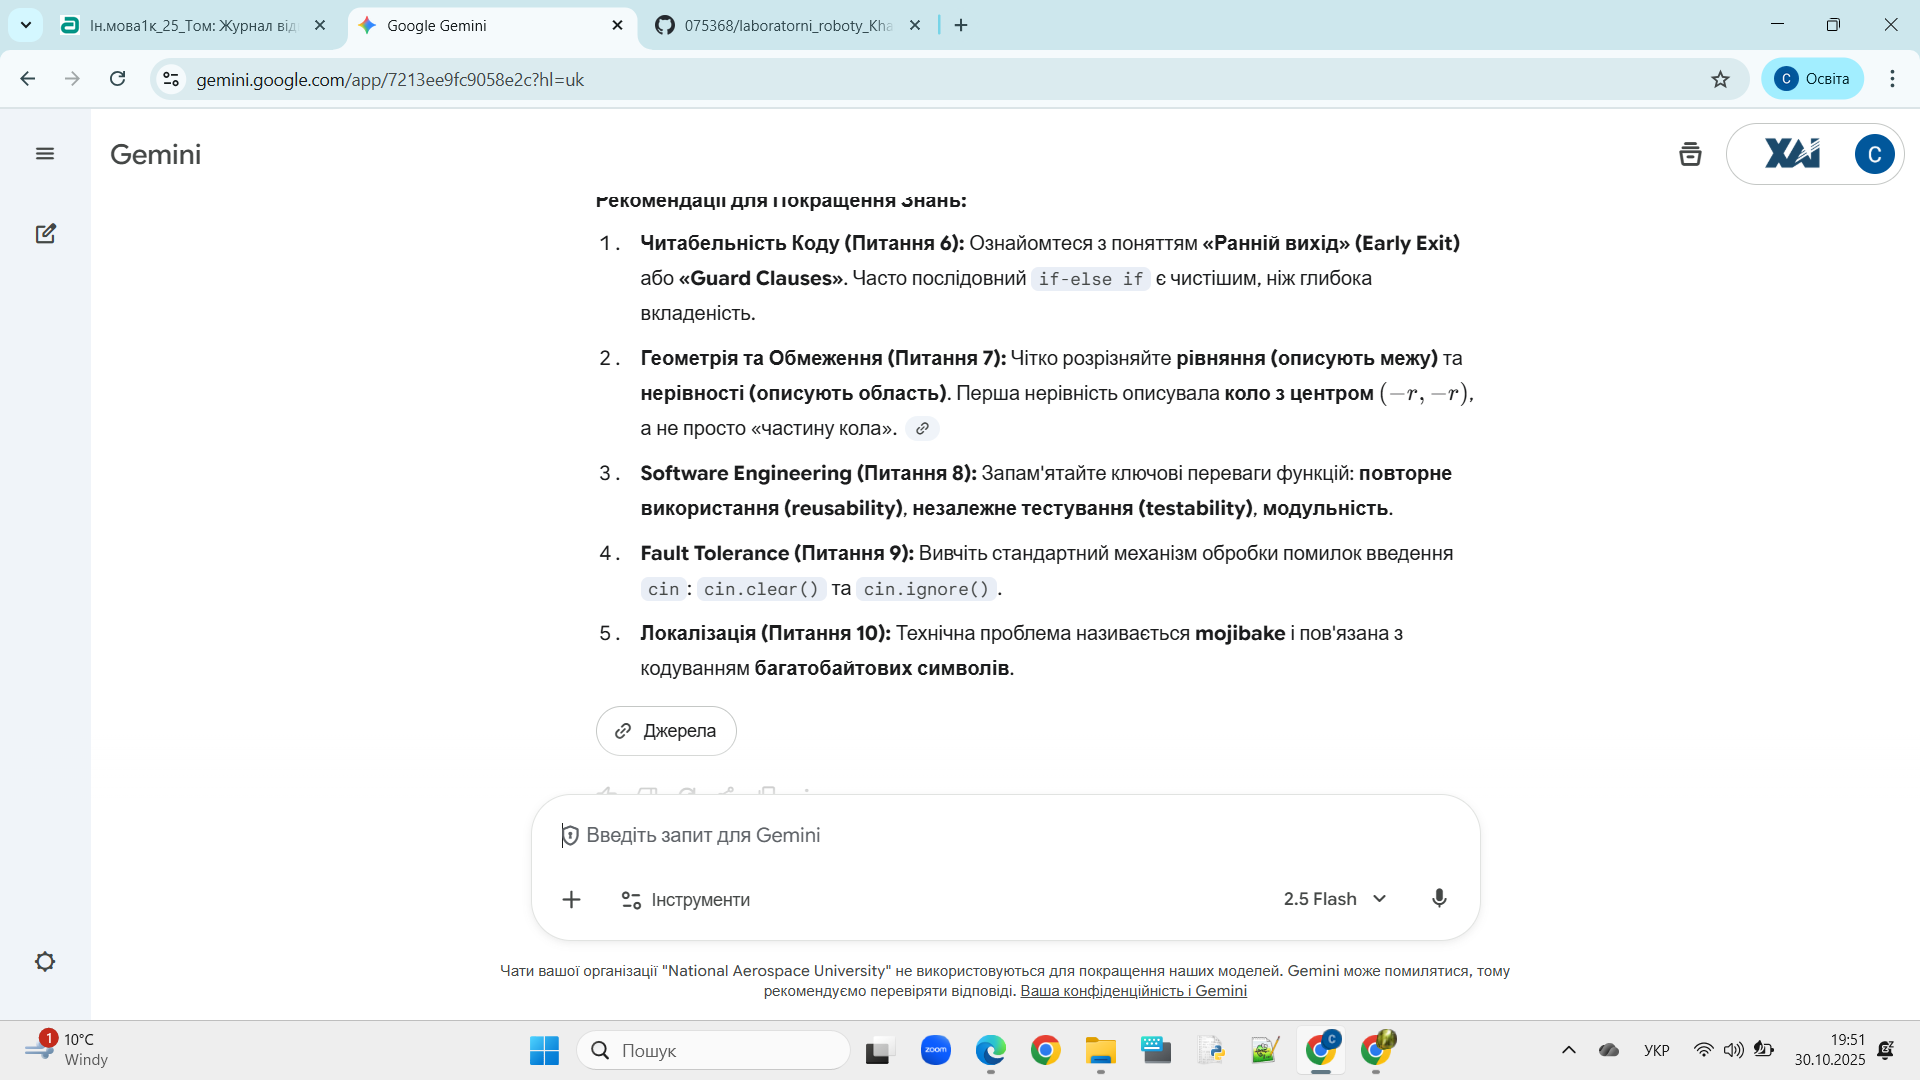 Ін.мова1к_25_Том: Журнал від
Google Gemini
075368/laboratorni_roboty_Kha
gemini.google.com/app/7213ee9fc9058e2c?hl=uk
C Освіта
Gemini
XAI
C
Рекомендації для Покращення Знань:
1. Читабельність Коду (Питання 6): Ознайомтеся з поняттям «Ранній вихід» (Early Exit)
або «Guard Clauses». Часто послідовний if-else if є чистішим, ніж глибока
вкладеність.
2. Геометрія та Обмеження (Питання 7): Чітко розрізняйте рівняння (описують межу) та
нерівності (описують область). Перша нерівність описувала коло з центром (−r, −r),
а не просто «частину кола».
3. Software Engineering (Питання 8): Запам'ятайте ключові переваги функцій: повторне
використання (reusability), незалежне тестування (testability), модульність.
4. Fault Tolerance (Питання 9): Вивчіть стандартний механізм обробки помилок введення
cin: cin.clear() та cin.ignore().
5. Локалізація (Питання 10): Технічна проблема називається mojibake і пов'язана з
кодуванням багатобайтових символів.
Джерела
Введіть запит для Gemini
Інструменти
2.5 Flash
Чати вашої організації "National Aerospace University" не використовуються для покращення наших моделей. Gemini може помилятися, тому
рекомендуємо перевіряти відповіді. Ваша конфіденційність і Gemini
1
10°C
Windy
Пошук
zoom
C
УКР
19:51
30.10.2025